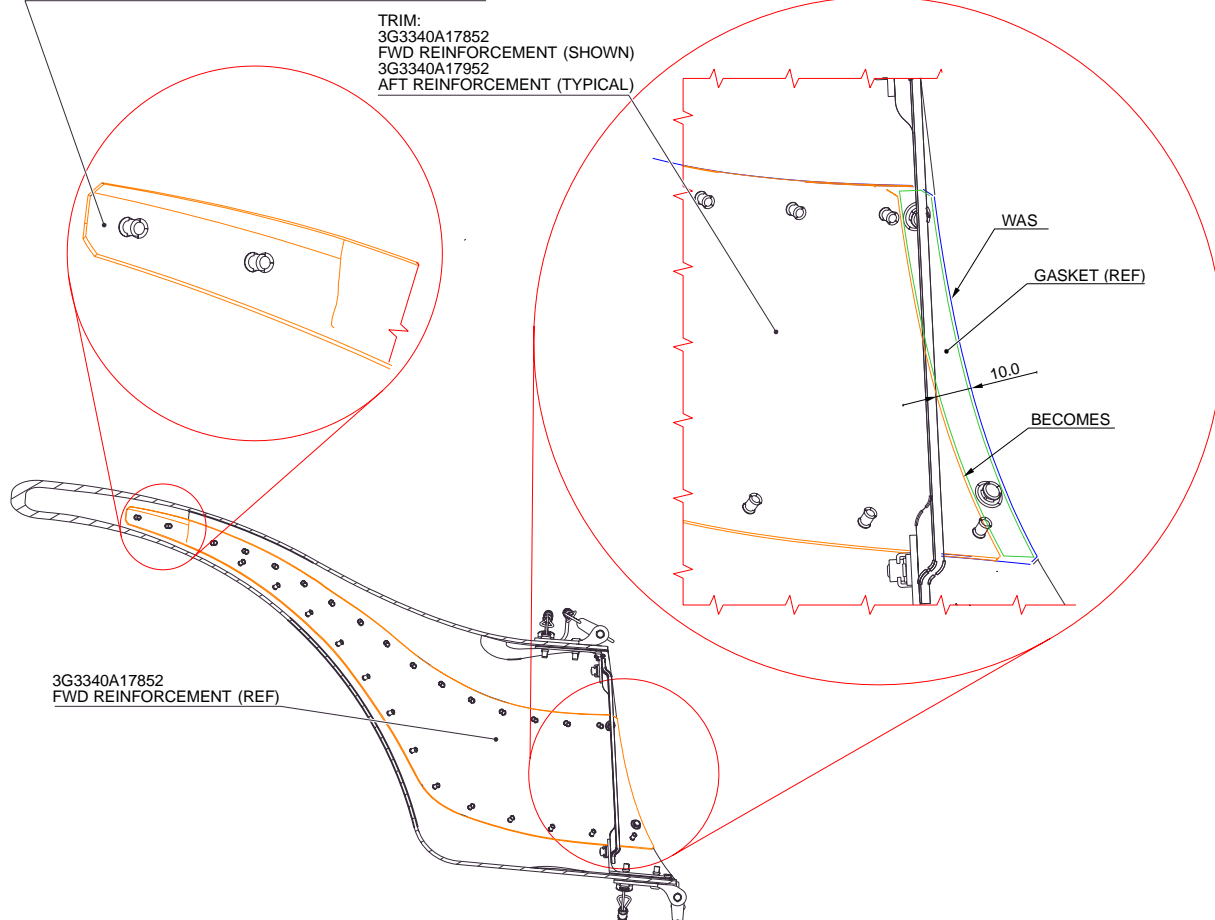 TRIM:
3G3340A17852
FWD REINFORCEMENT (SHOWN)
3G3340A17952
AFT REINFORCEMENT (TYPICAL)
WAS
GASKET (REF)
10.0
BECOMES
3G3340A17852
FWD REINFORCEMENT (REF)